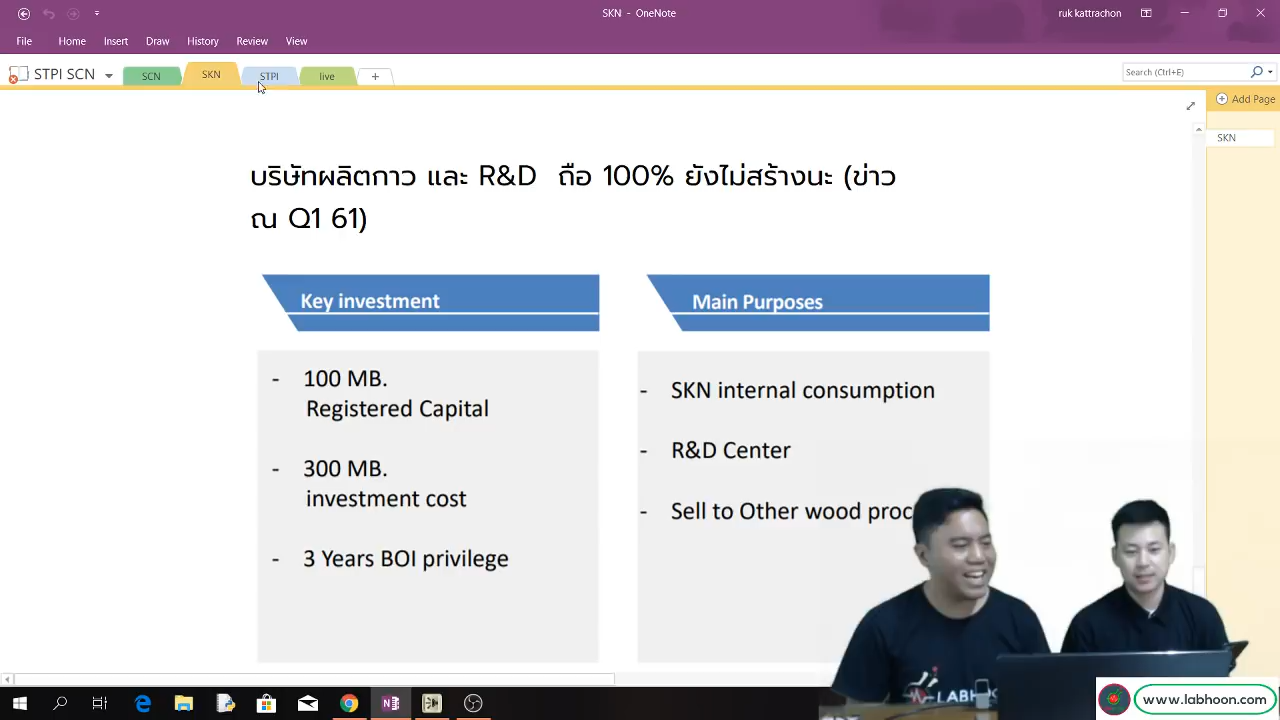 SKN - OneNote
ruk kattrachon
File
Home
Insert
Draw
History
Review
View
STPI SCN
SCN
SKN
STPI
live
Search (Ctrl+E)
Add Page
SKN
บริษัทผลิตกาว และ R&D ถือ 100% ยังไม่สร้างนะ (ข่าว
ณ Q1 61)
Key investment
- 100 MB.
Registered Capital
- 300 MB.
investment cost
- 3 Years BOI privilege
Main Purposes
- SKN internal consumption
- R&D Center
- Sell to Other wood proc
LABHO
www.labhoon.com